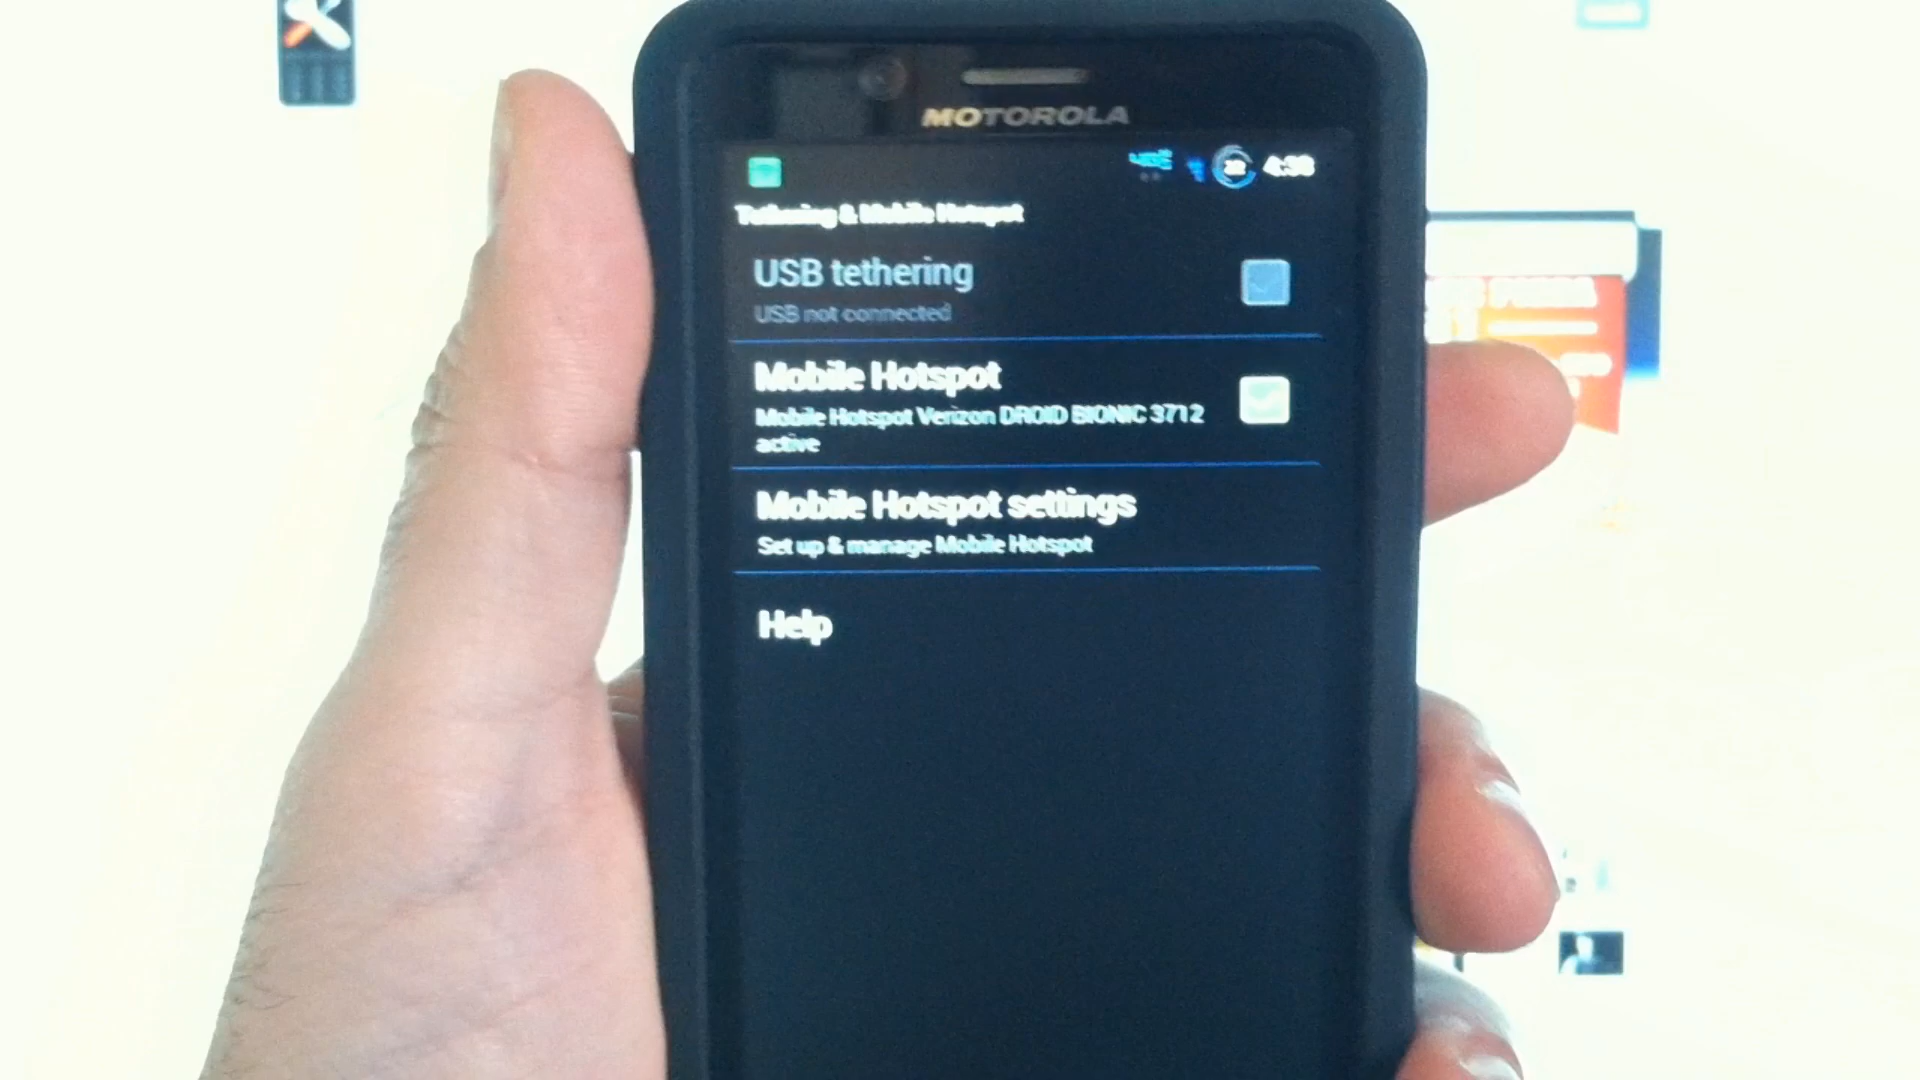 MOTOROLA
4:38
Tethering & Mobile Hotspot
USB tethering
USB not connected
Mobile Hotspot
Mobile Hotspot Verizon DROID BIONIC 3712
active
Mobile Hotspot settings
Set up & manage Mobile Hotspot
Help